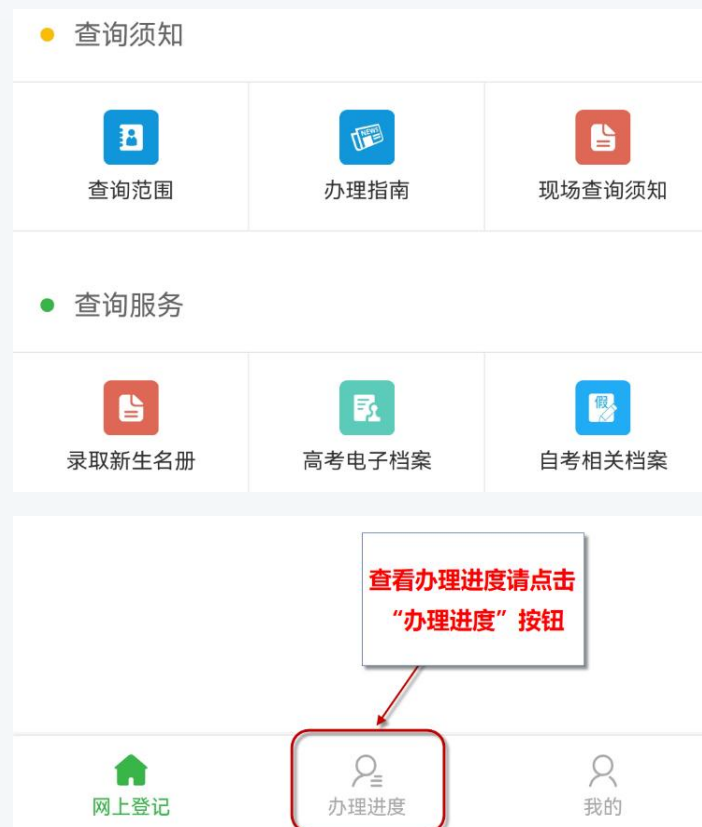 查询须知
NEWS
查询范围
办理指南
现场查询须知
查询服务
假
录取新生名册
高考电子档案
自考相关档案
查看办理进度请点击
“办理进度”按钮
网上登记
办理进度
我的